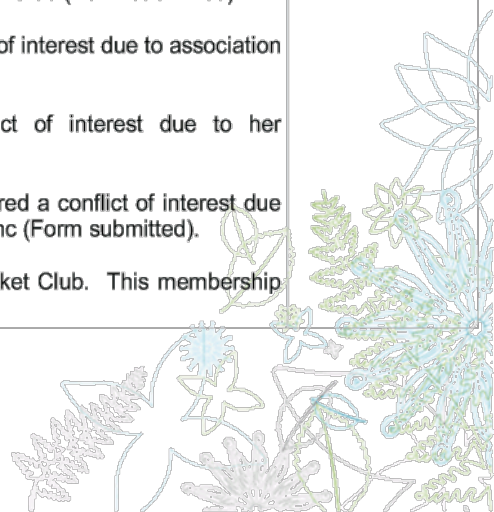 of interest due to association
ct of interest due to her
red a conflict of interest due
nc (Form submitted).
ket Club. This membership